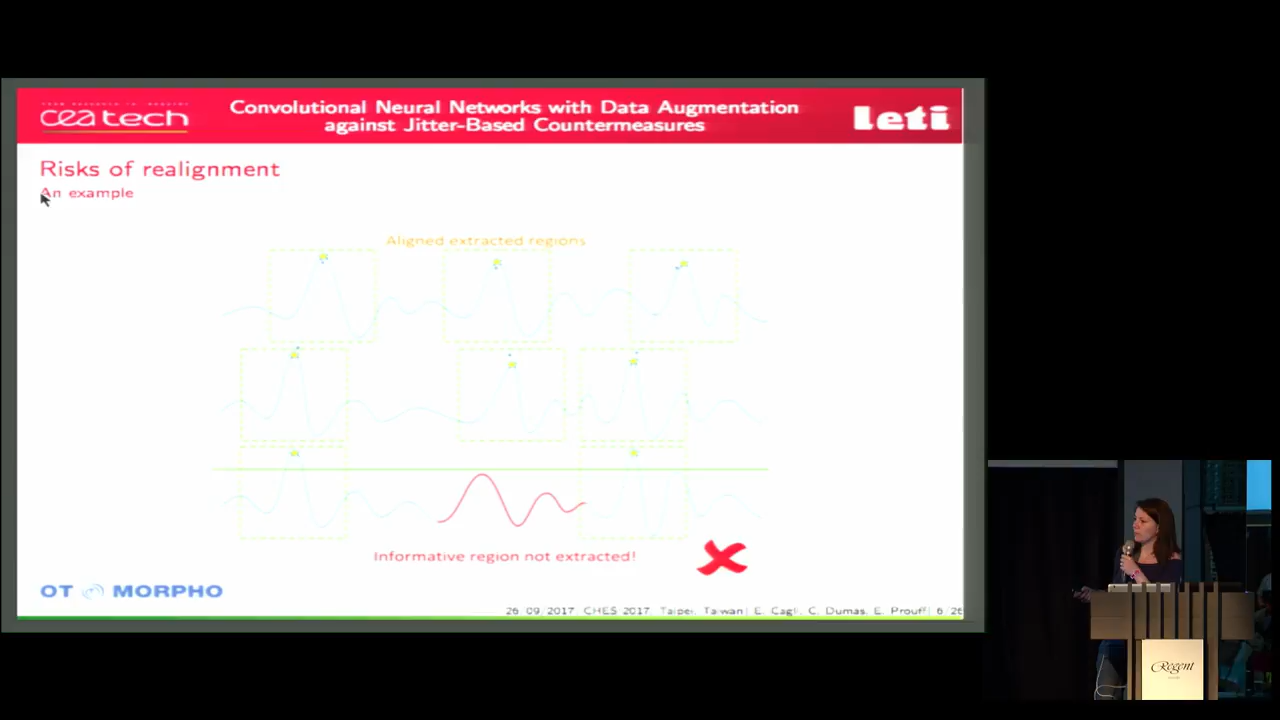 cea tech
Convolutional Neural Networks with Data Augmentation
against Jitter-Based Countermeasures
leti
Risks of realignment
An example
Aligned extracted regions
Informative region not extracted!
OT MORPHO
26/09/2017| CHES 2017, Taipei, Taiwan| E. Cagli, C. Dumas, E. Prouff| 6/26
Regent